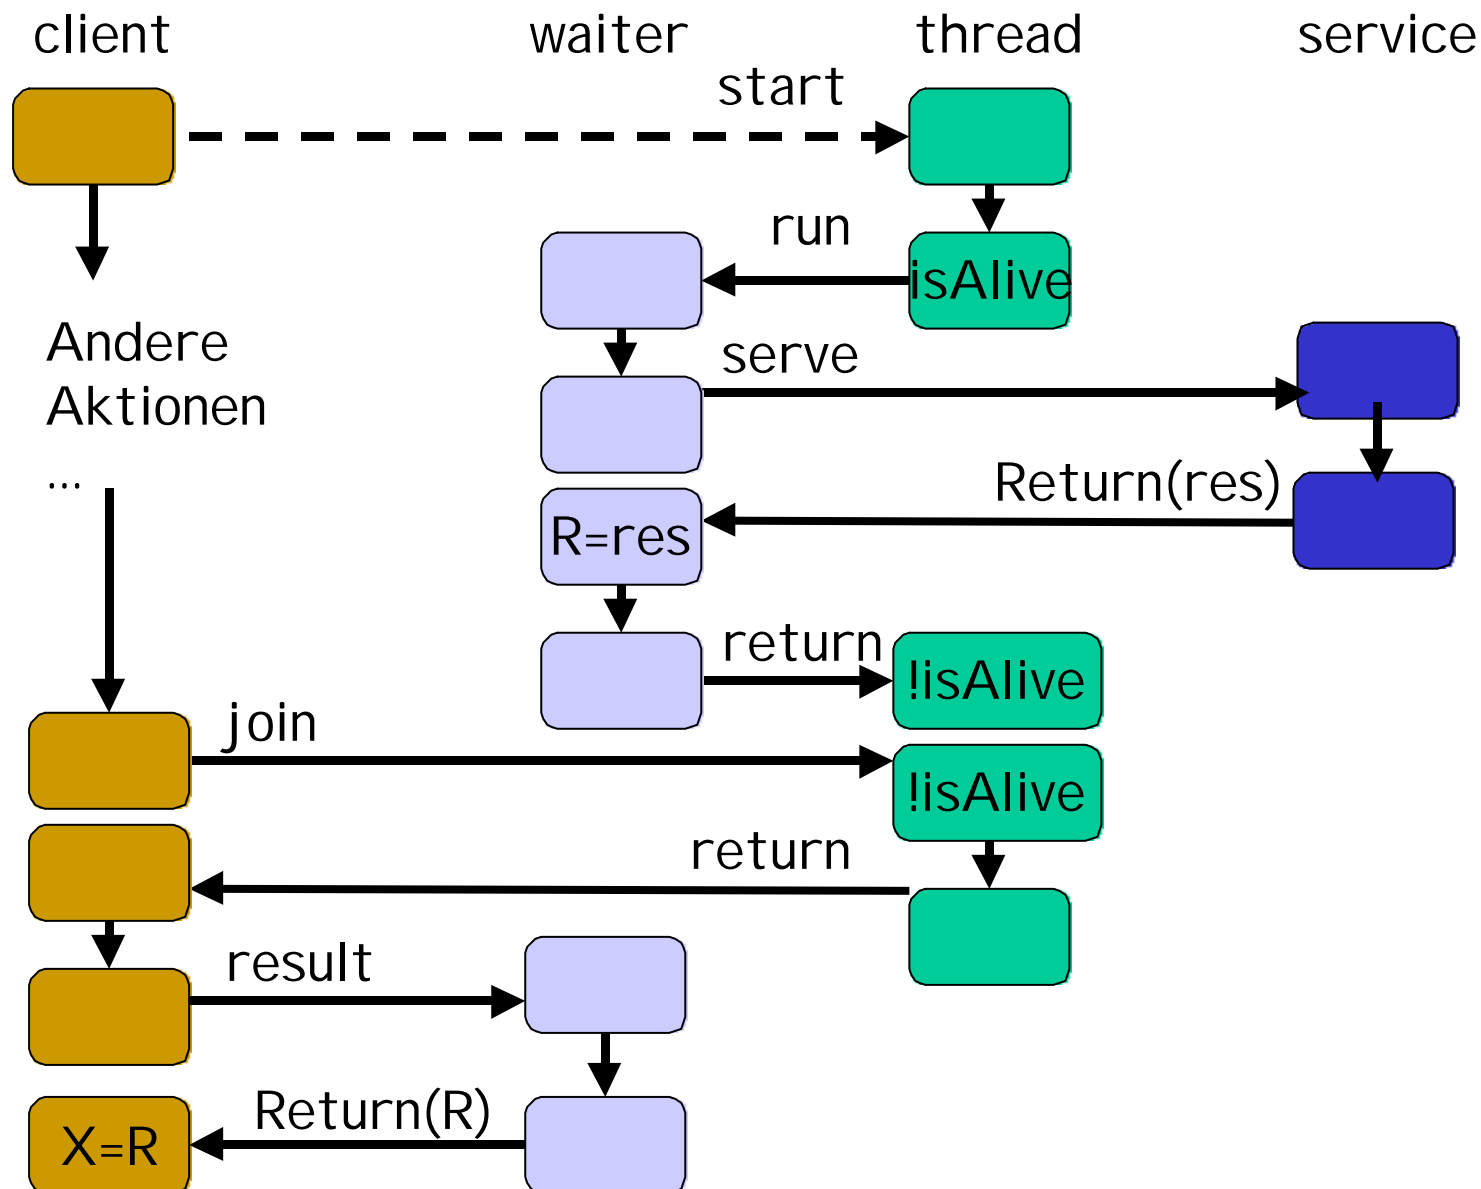 client
waiter
thread
service
start
run
isAlive
Andere
Aktionen
...
serve
Return(res)
R=res
return
!isAlive
join
!isAlive
return
result
Return(R)
X=R